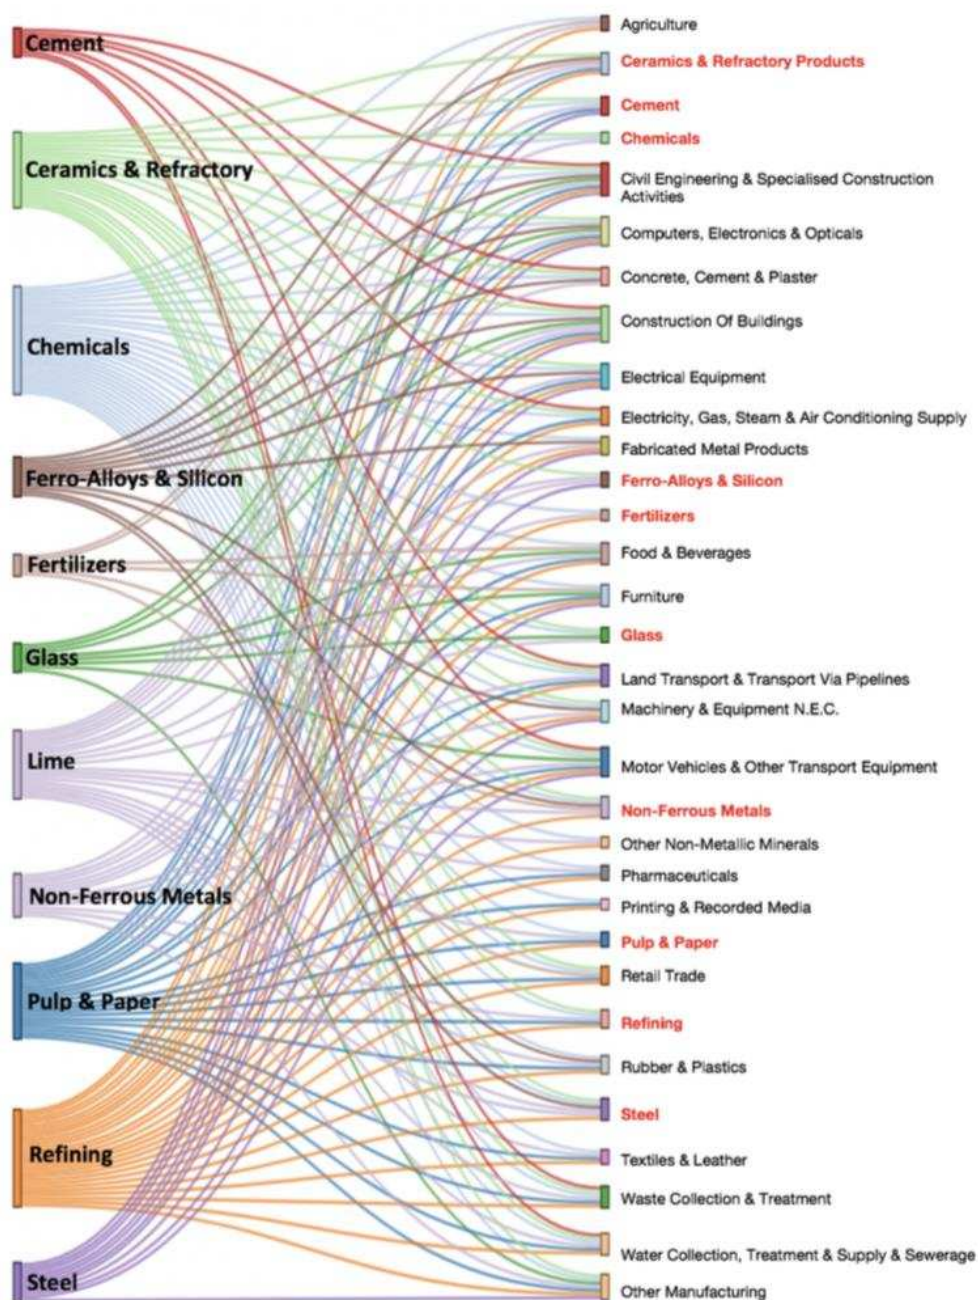 Cement
Ceramics & Refractory
Chemicals
Ferro-Alloys & Silicon
Fertilizers
Glass
Lime
Non-Ferrous Metals
Pulp & Paper
Refining
Steel
Agriculture
Ceramics & Refractory Products
Cement
Chemicals
Civil Engineering & Specialised Construction
Activities
Computers, Electronics & Opticals
Concrete, Cement & Plaster
Construction Of Buildings
Electrical Equipment
Electricity, Gas, Steam & Air Conditioning Supply
Fabricated Metal Products
Ferro-Alloys & Silicon
Fertilizers
Food & Beverages
Furniture
Glass
Land Transport & Transport Via Pipelines
Machinery & Equipment N.E.C.
Motor Vehicles & Other Transport Equipment
Non-Ferrous Metals
Other Non-Metallic Minerals
Pharmaceuticals
Printing & Recorded Media
Pulp & Paper
Retail Trade
Refining
Rubber & Plastics
Steel
Textiles & Leather
Waste Collection & Treatment
Water Collection, Treatment & Supply & Sewerage
Other Manufacturing